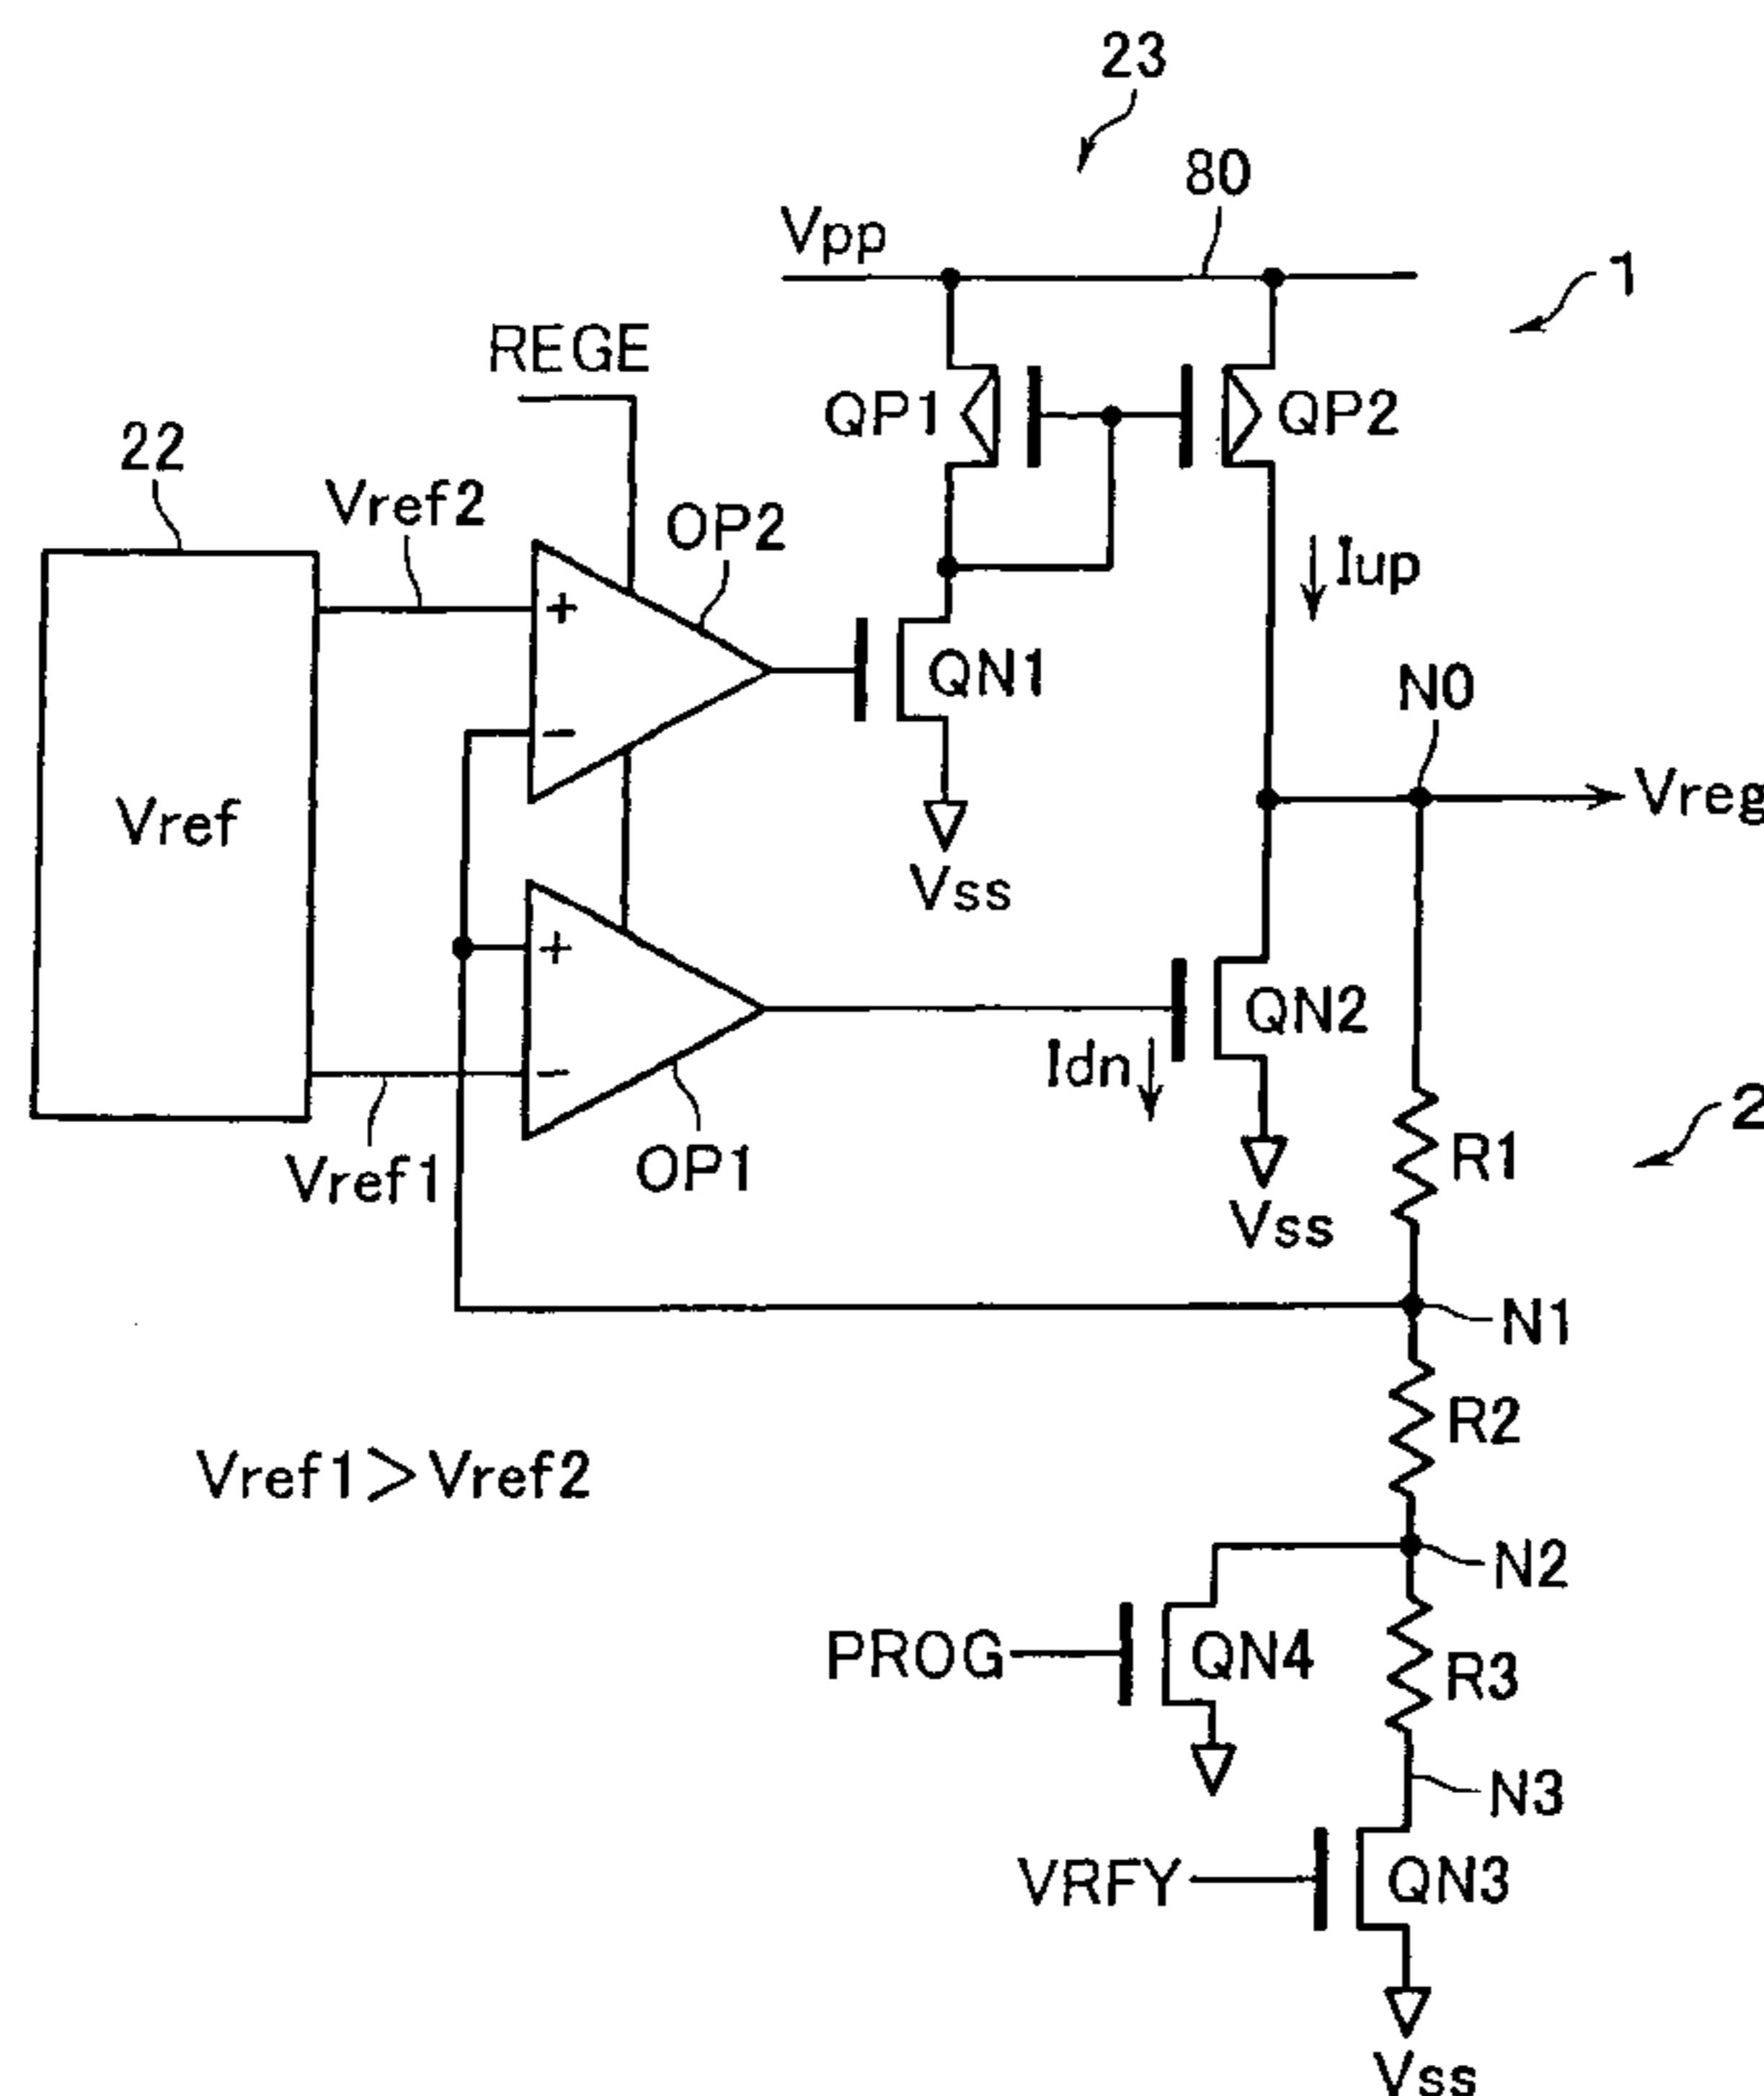 23
80
Vpp
1
REGE
QP1
QP2
22
Vref2
OP2
Iup
QN1
N0
Vref
Vreg
Vss
QN2
Idn
2
Vref1
OP1
R1
Vss
N1
R2
Vref1>Vref2
N2
PROG
QN4
R3
N3
VRFY
QN3
Vss